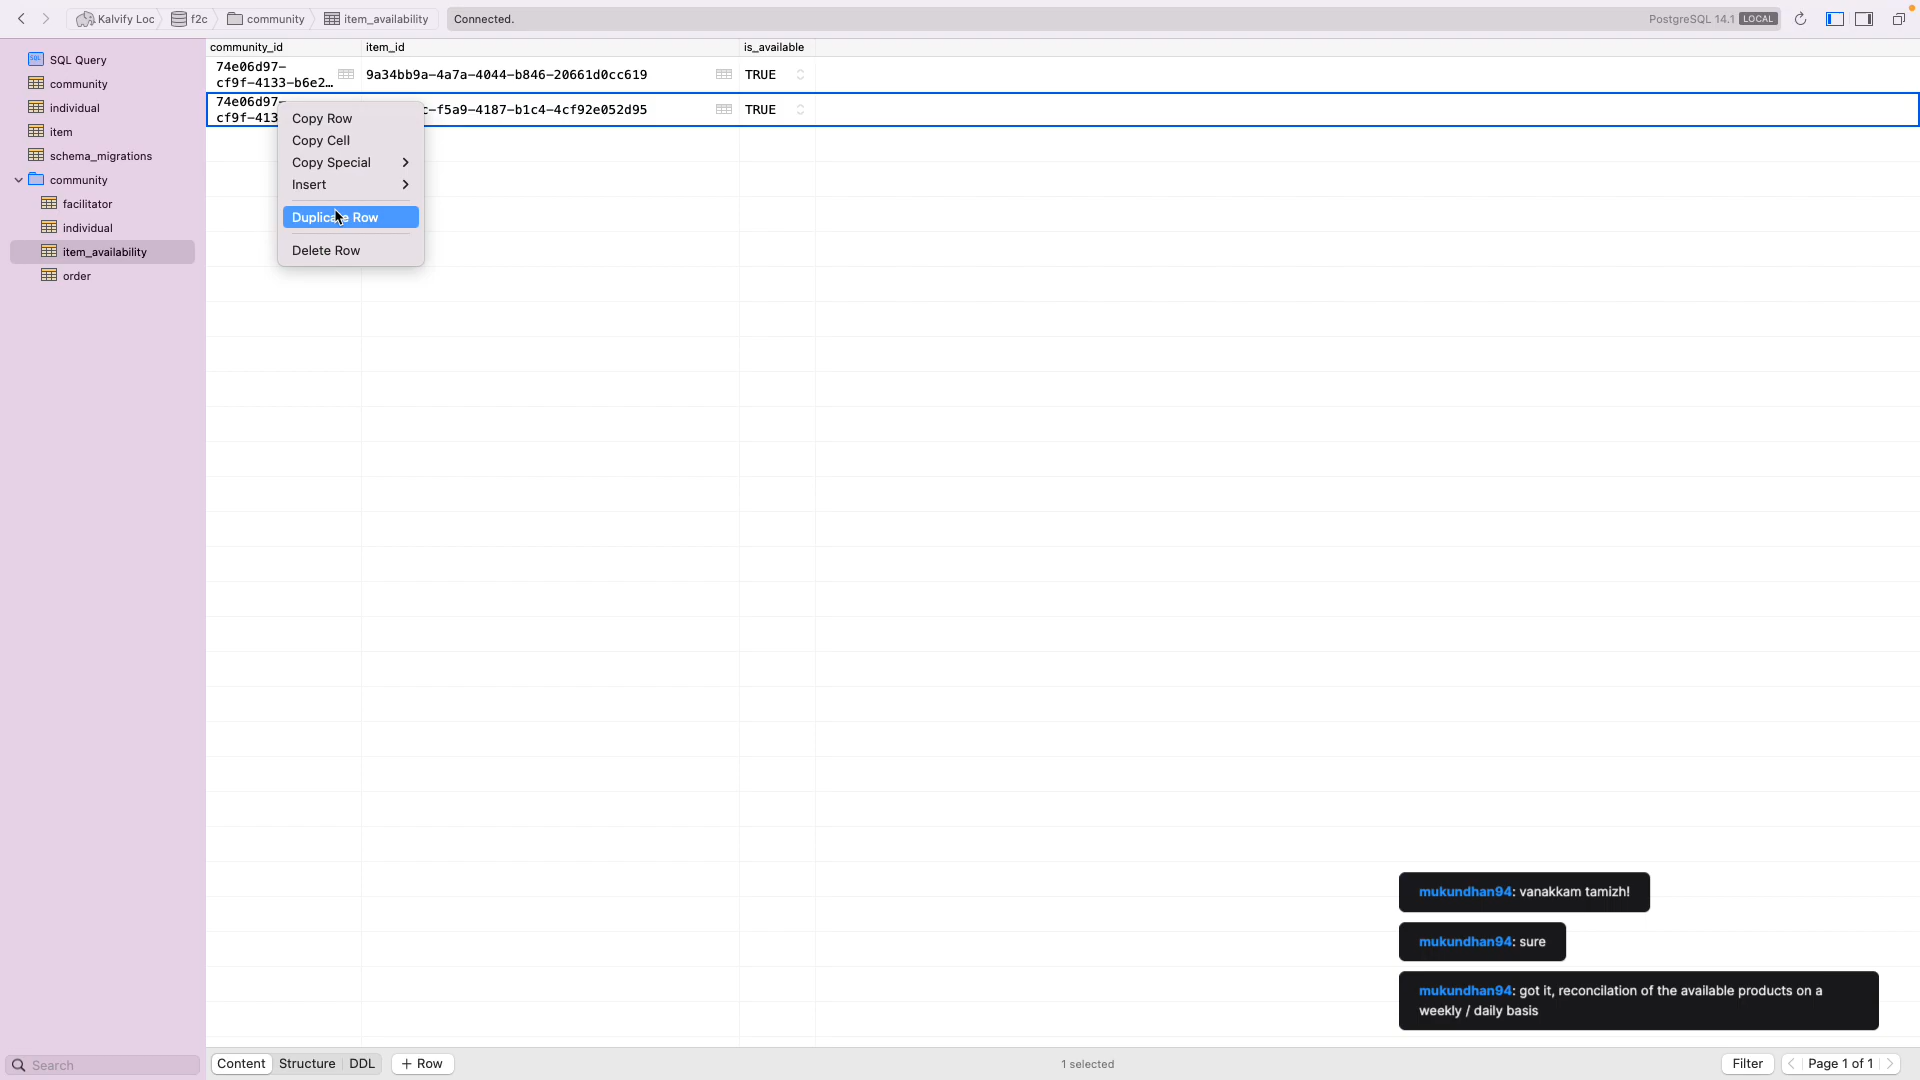 Kalvify Loc
f2c
community
item_availability
Connected.
PostgreSQL 14.1 LOCAL
SQL Query
community
individual
item
schema_migrations
community
facilitator
individual
item_availability
order
Search
community_id item_id is_available
74e06d97-
cf9f-4133-b6e2… 9a34bb9a-4a7a-4044-b846-20661d0cc619 TRUE
74e06d97-
cf9f-413 c-f5a9-4187-b1c4-4cf92e052d95 TRUE
Copy Row
Copy Cell
Copy Special
Insert
Duplicate Row
Delete Row
mukundhan94: vanakkam tamizh!
mukundhan94: sure
mukundhan94: got it, reconcilation of the available products on a
weekly / daily basis
Content Structure DDL + Row
1 selected
Filter
Page 1 of 1